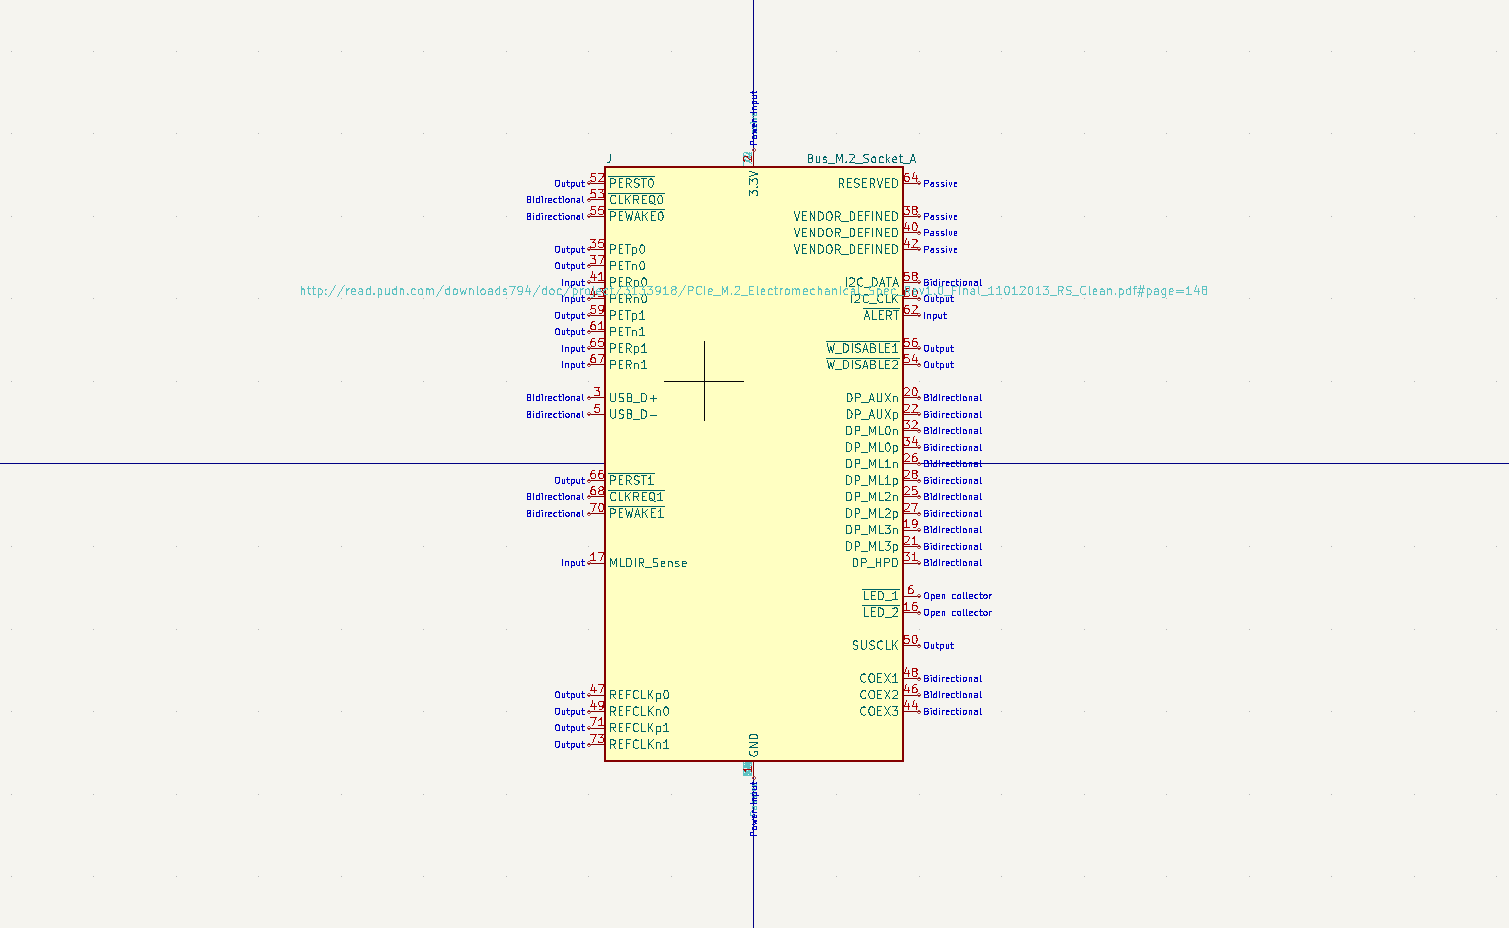 Power Input
J
Bus_M.2_Socket_A
2
3.3V
Output 52 PERST0
Bidirectional 53 CLKREQ0
Bidirectional 55 PEWAKE0
Output 35 PETp0
Output 37 PETn0
Input 41 PERp0
Input 43 PERn0
Output 59 PETp1
Output 61 PETn1
Input 65 PERp1
Input 67 PERn1
Bidirectional 3 USB_D+
Bidirectional 5 USB_D-
Output 66 PERST1
Bidirectional 68 CLKREQ1
Bidirectional 70 PEWAKE1
Input 17 MLDIR_Sense
Output 47 REFCLKp0
Output 49 REFCLKn0
Output 71 REFCLKp1
Output 73 REFCLKn1
RESERVED 64 Passive
VENDOR_DEFINED 38 Passive
VENDOR_DEFINED 40 Passive
VENDOR_DEFINED 42 Passive
I2C_DATA 58 Bidirectional
http://read.pudn.com/downloads794/doc/project/3133918/PCIe_M.2_Electromechanical_Spec_Rev1.0_Final_11012013_RS_Clean.pdf#page=148
I2C_CLK 60 Output
ALERT 62 Input
W_DISABLE1 56 Output
W_DISABLE2 54 Output
DP_AUXn 20 Bidirectional
DP_AUXp 22 Bidirectional
DP_ML0n 32 Bidirectional
DP_ML0p 34 Bidirectional
DP_ML1n 26 Bidirectional
DP_ML1p 28 Bidirectional
DP_ML2n 25 Bidirectional
DP_ML2p 27 Bidirectional
DP_ML3n 19 Bidirectional
DP_ML3p 21 Bidirectional
DP_HPD 31 Bidirectional
LED_1 6 Open collector
LED_2 16 Open collector
SUSCLK 50 Output
COEX1 48 Bidirectional
COEX2 46 Bidirectional
COEX3 44 Bidirectional
GND
1
Power Input